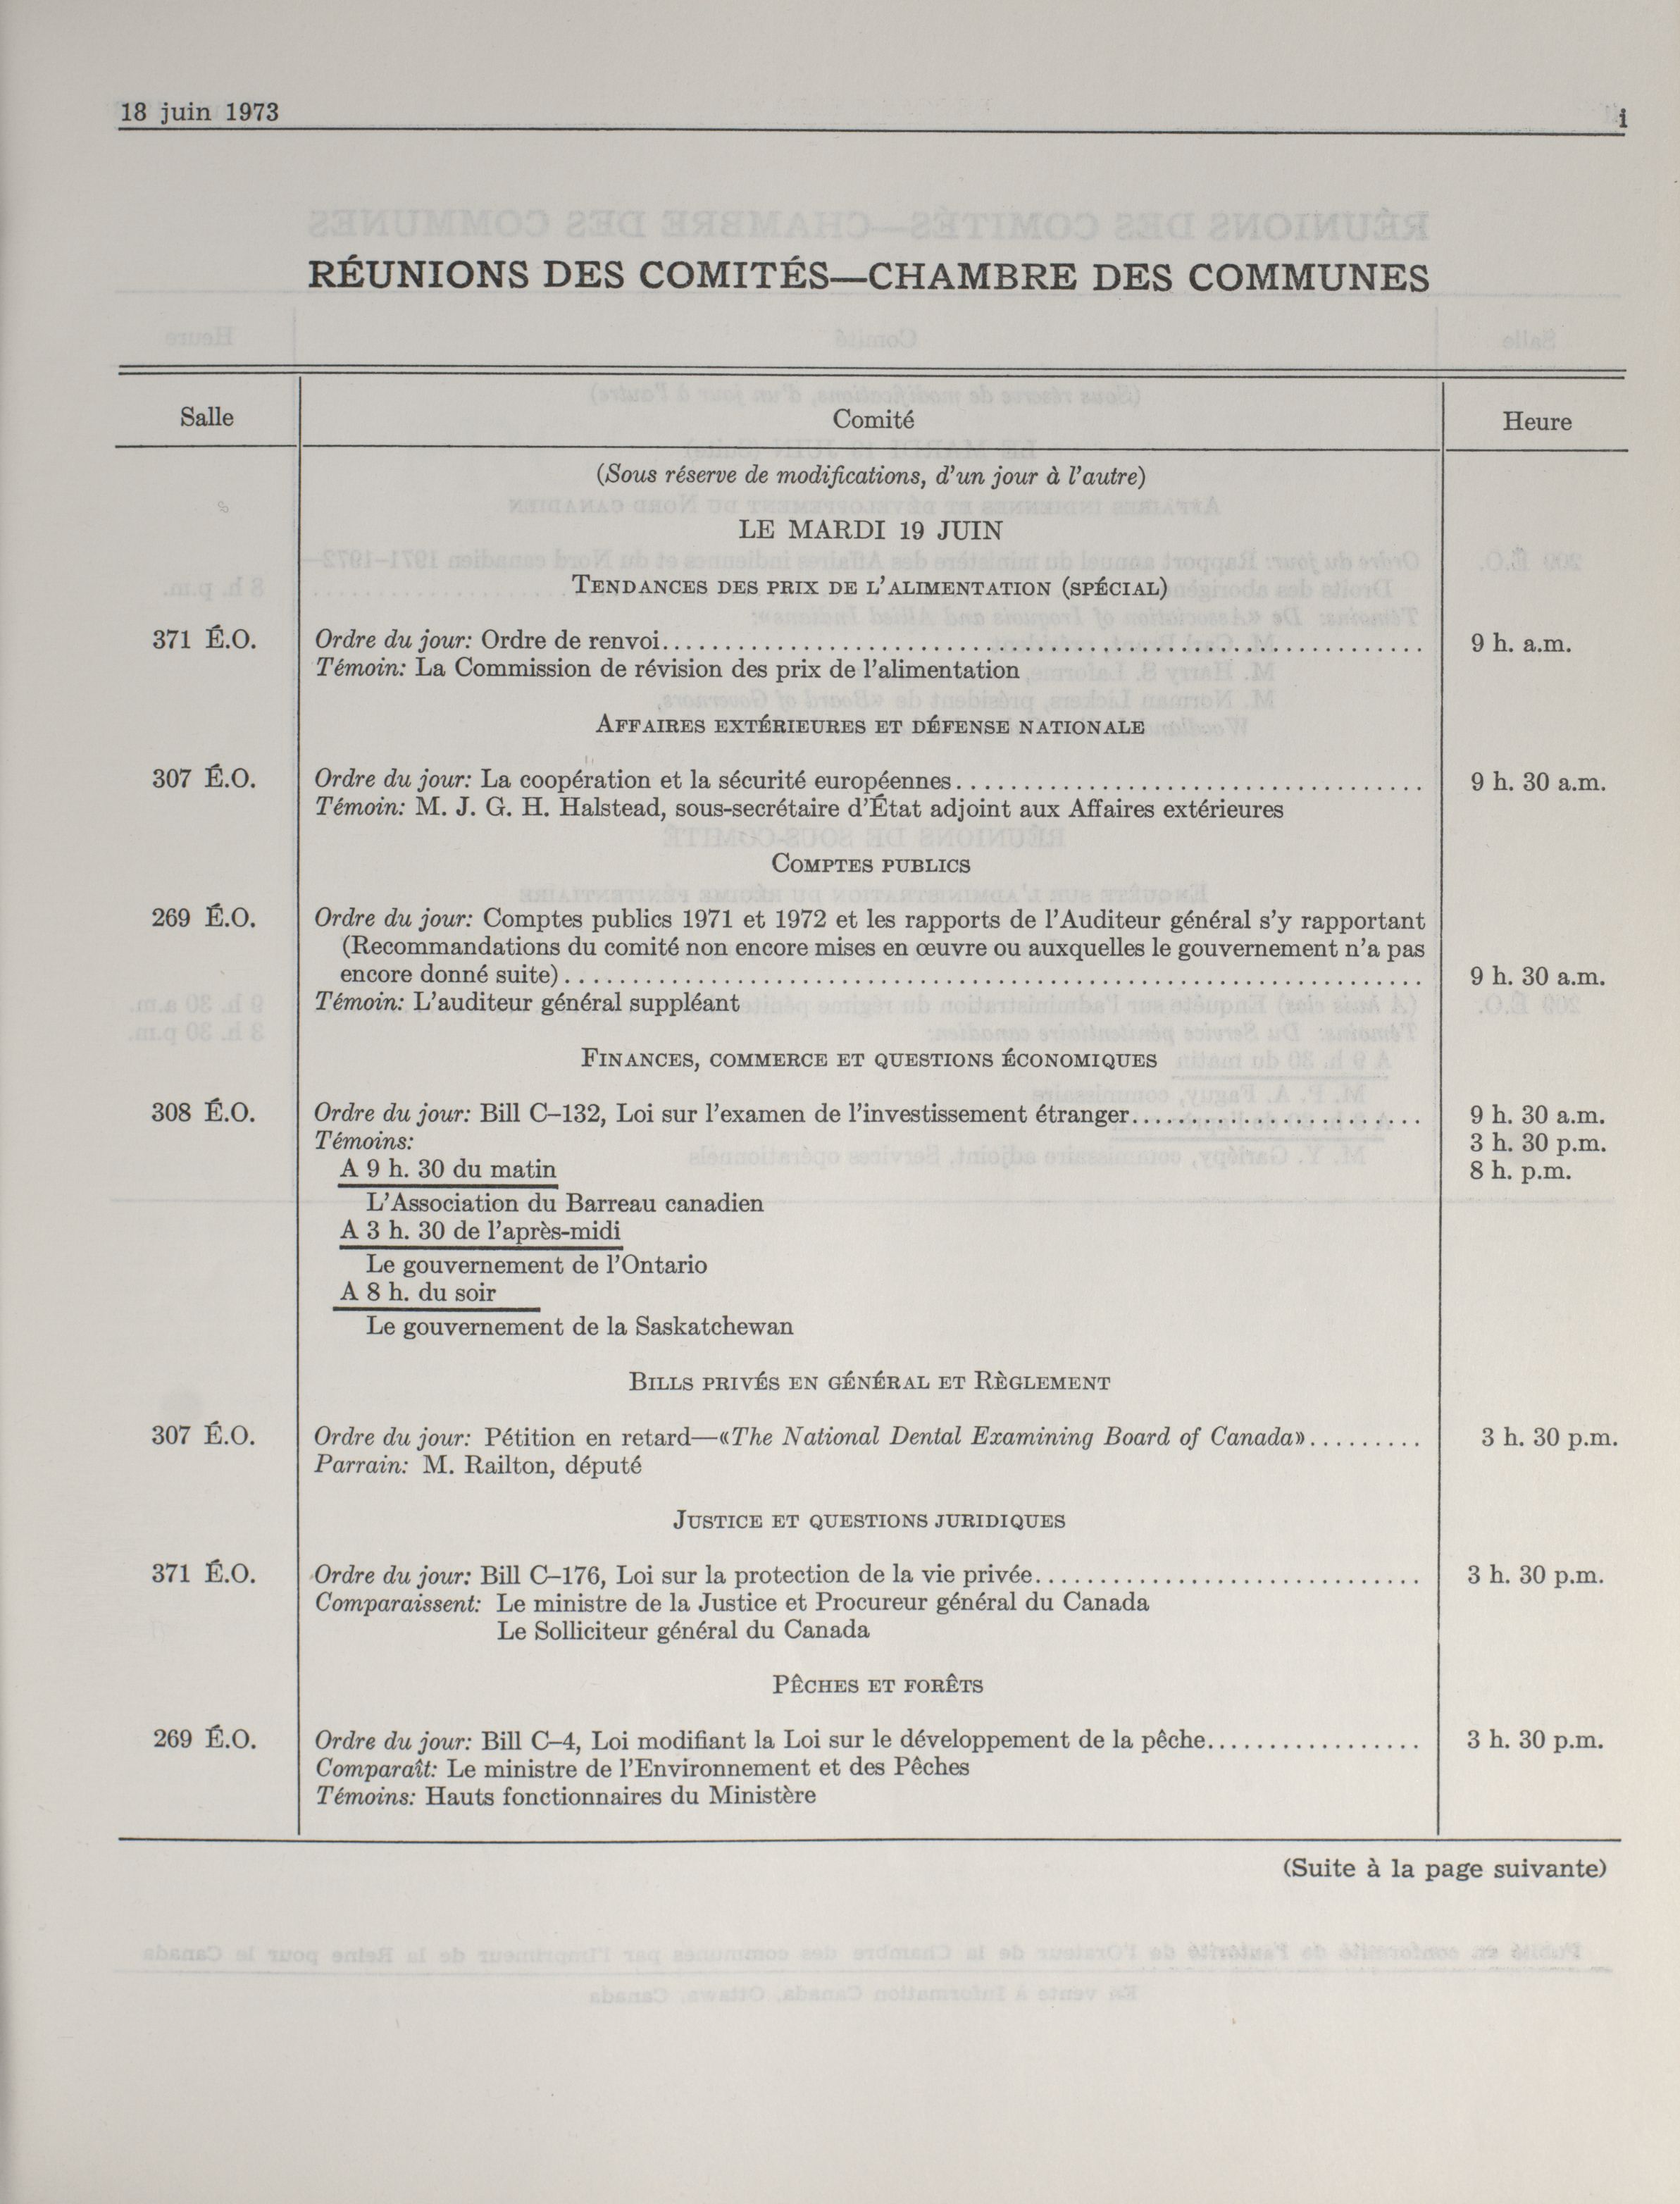 18 juin 1973
i
RÉUNIONS DES COMITÉS—CHAMBRE DES COMMUNES
Salle
Comité
Heure
(Sous réserve de modifications, d'un jour à l'autre)
LE MARDI 19 JUIN
TENDANCES DES PRIX DE L'ALIMENTATION (SPÉCIAL)
371 É.O. Ordre du jour: Ordre de renvoi. 9 h. a.m.
Témoin: La Commission de révision des prix de l'alimentation
AFFAIRES EXTÉRIEURES ET DÉFENSE NATIONALE
307 É.O. Ordre du jour: La coopération et la sécurité européennes. 9 h. 30 a.m.
Témoin: M. J. G. H. Halstead, sous-secrétaire d'État adjoint aux Affaires extérieures
COMPTES PUBLICS
269 É.O. Ordre du jour: Comptes publics 1971 et 1972 et les rapports de l'Auditeur général s'y rapportant
(Recommandations du comité non encore mises en œuvre ou auxquelles le gouvernement n'a pas
encore donné suite). 9 h. 30 a.m.
Témoin: L'auditeur général suppléant
FINANCES, COMMERCE ET QUESTIONS ÉCONOMIQUES
308 É.O. Ordre du jour: Bill C-132, Loi sur l'examen de l'investissement étranger. 9 h. 30 a.m.
Témoins: 3 h. 30 p.m.
A 9 h. 30 du matin 8 h. p.m.
L'Association du Barreau canadien
A 3 h. 30 de l'après-midi
Le gouvernement de l'Ontario
A 8 h. du soir
Le gouvernement de la Saskatchewan
BILLS PRIVÉS EN GÉNÉRAL ET RÈGLEMENT
307 É.O. Ordre du jour: Pétition en retard—«The National Dental Examining Board of Canada». 3 h. 30 p.m.
Parrain: M. Railton, député
JUSTICE ET QUESTIONS JURIDIQUES
371 É.O. Ordre du jour: Bill C-176, Loi sur la protection de la vie privée. 3 h. 30 p.m.
Comparaissent: Le ministre de la Justice et Procureur général du Canada
Le Solliciteur général du Canada
PÊCHES ET FORÊTS
269 É.O. Ordre du jour: Bill C-4, Loi modifiant la Loi sur le développement de la pêche. 3 h. 30 p.m.
Comparaît: Le ministre de l'Environnement et des Pêches
Témoins: Hauts fonctionnaires du Ministère
(Suite à la page suivante)